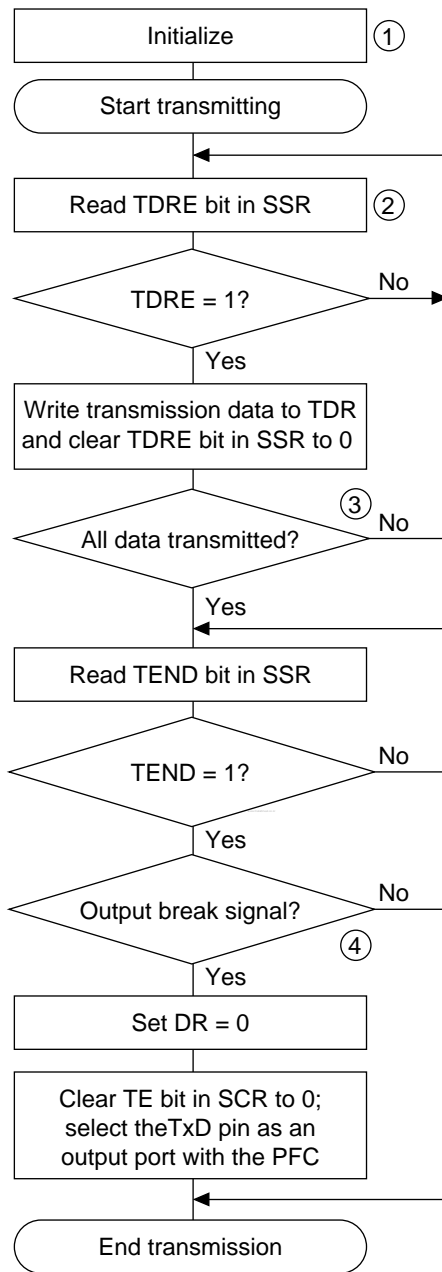 Initialize
①
Start transmitting
Read TDRE bit in SSR
②
TDRE = 1?
No
Yes
Write transmission data to TDR
and clear TDRE bit in SSR to 0
③
All data transmitted?
No
Yes
Read TEND bit in SSR
TEND = 1?
No
Yes
Output break signal?
No
④
Yes
Set DR = 0
Clear TE bit in SCR to 0;
select theTxD pin as an
output port with the PFC
End transmission